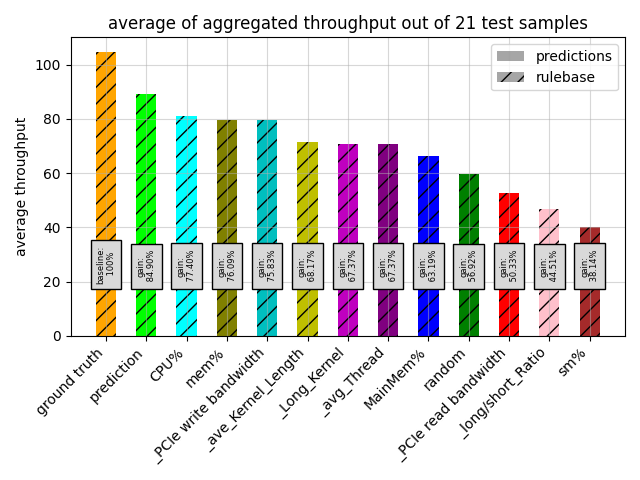 average of aggregated throughput out of 21 test samples
predictions
rulebase
average throughput
100
80
60
40
20
0
baseline:
100%
gain:
84.90%
gain:
77.40%
gain:
76.09%
gain:
75.83%
gain:
68.17%
gain:
67.37%
gain:
67.37%
gain:
63.19%
gain:
56.92%
gain:
50.33%
gain:
44.51%
gain:
38.14%
ground truth
prediction
CPU%
mem%
_PCIe write bandwidth
_ave_Kernel_Length
_Long_Kernel
_avg_Thread
MainMem%
random
_PCIe read bandwidth
_long/short_Ratio
sm%